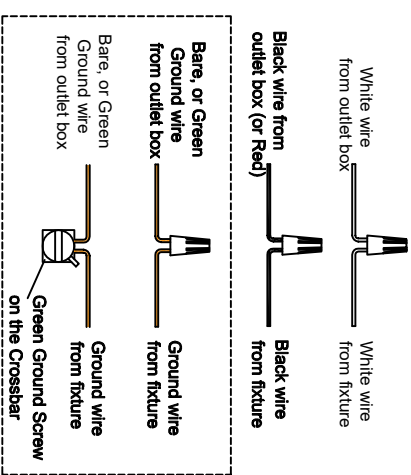 White wire
from outlet box
White wire
from fixture
Black wire from
outlet box (or Red)
Black wire
from fixture
Bare, or Green
Ground wire
from outlet box
Ground wire
from fixture
Bare, or Green
Ground wire
from outlet box
Ground wire
from fixture
Green Ground Screw
on the Crossbar